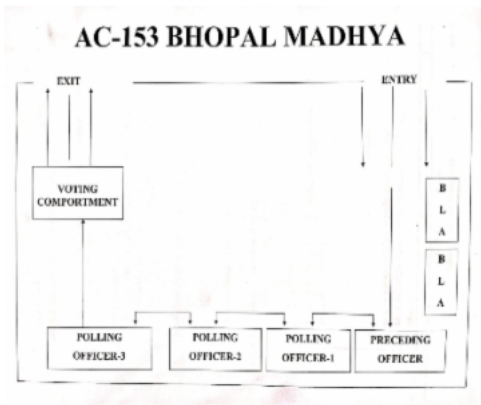 AC-153 BHOPAL MADHYA
EXIT
ENTRY
VOTING
COMPORTMENT
B
L
A
B
L
A
POLLING
OFFICER-3
POLLING
OFFICER-2
POLLING
OFFICER-1
PRECEDING
OFFICER